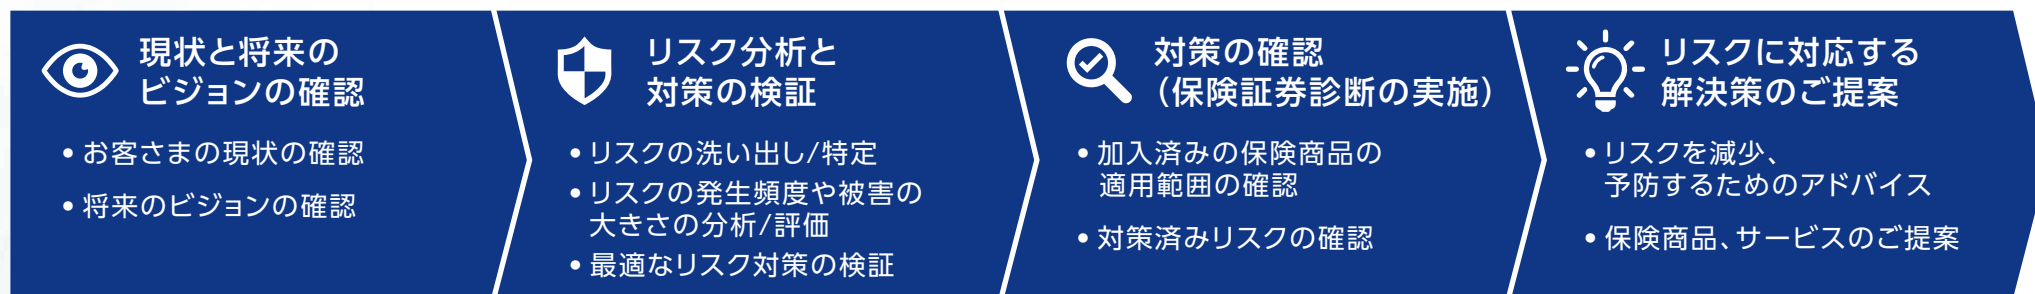 現状と将来の
ビジョンの確認
• お客さまの現状の確認
• 将来のビジョンの確認
リスク分析と
対策の検証
• リスクの洗い出し/特定
• リスクの発生頻度や被害の
大きさの分析/評価
• 最適なリスク対策の検証
対策の確認
（保険証券診断の実施）
• 加入済みの保険商品の
適用範囲の確認
• 対策済みリスクの確認
リスクに対応する
解決策のご提案
• リスクを減少、
予防するためのアドバイス
• 保険商品、サービスのご提案